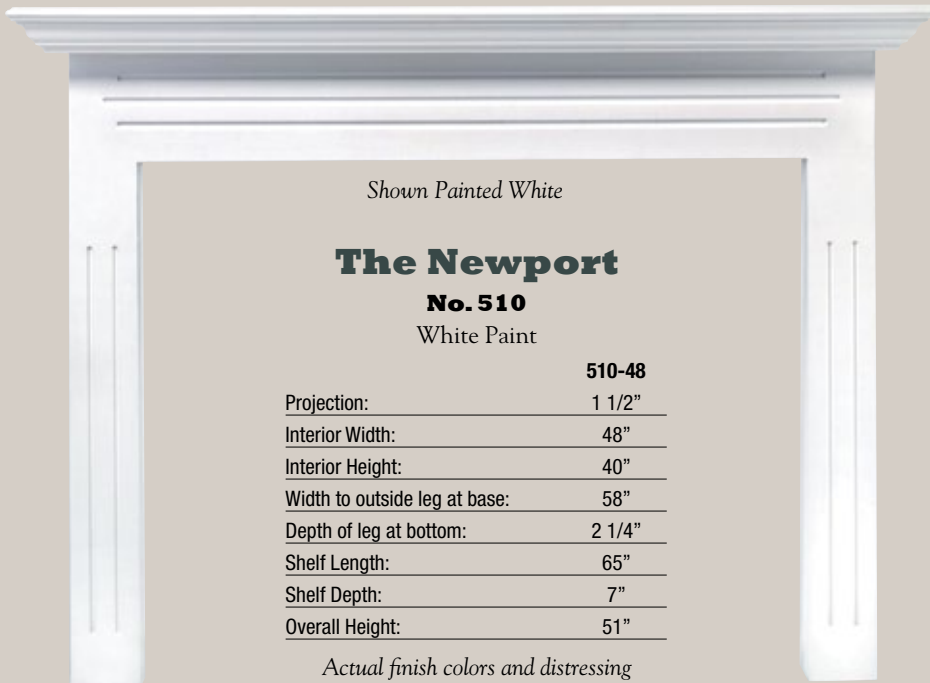 Shown Painted White
The Newport
No. 510
White Paint
510-48
Projection: 1 1/2”
Interior Width: 48”
Interior Height: 40”
Width to outside leg at base: 58”
Depth of leg at bottom: 2 1/4”
Shelf Length: 65”
Shelf Depth: 7”
Overall Height: 51”
Actual finish colors and distressing